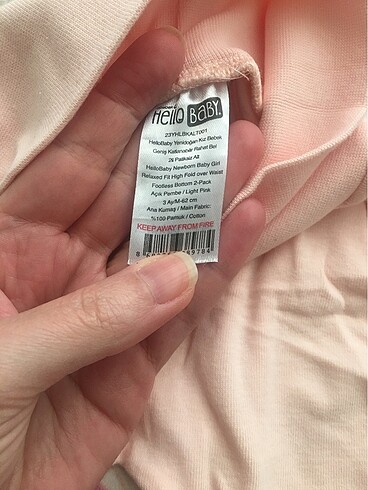 Hello BABY
23YHLBKALT001
HelloBaby Yenidoğan Kız Bebek
Geniş Katlanabilir Rahat Bel
2li Patiksiz Alt
HelloBaby Newborn Baby Girl
Relaxed Fit High Fold over Waist
Footless Bottom 2-Pack
Açık Pembe / Light Pink
3 Ay/M-62 cm
Ana Kumaş / Main Fabric:
%100 Pamuk / Cotton
KEEP AWAY FROM FIRE